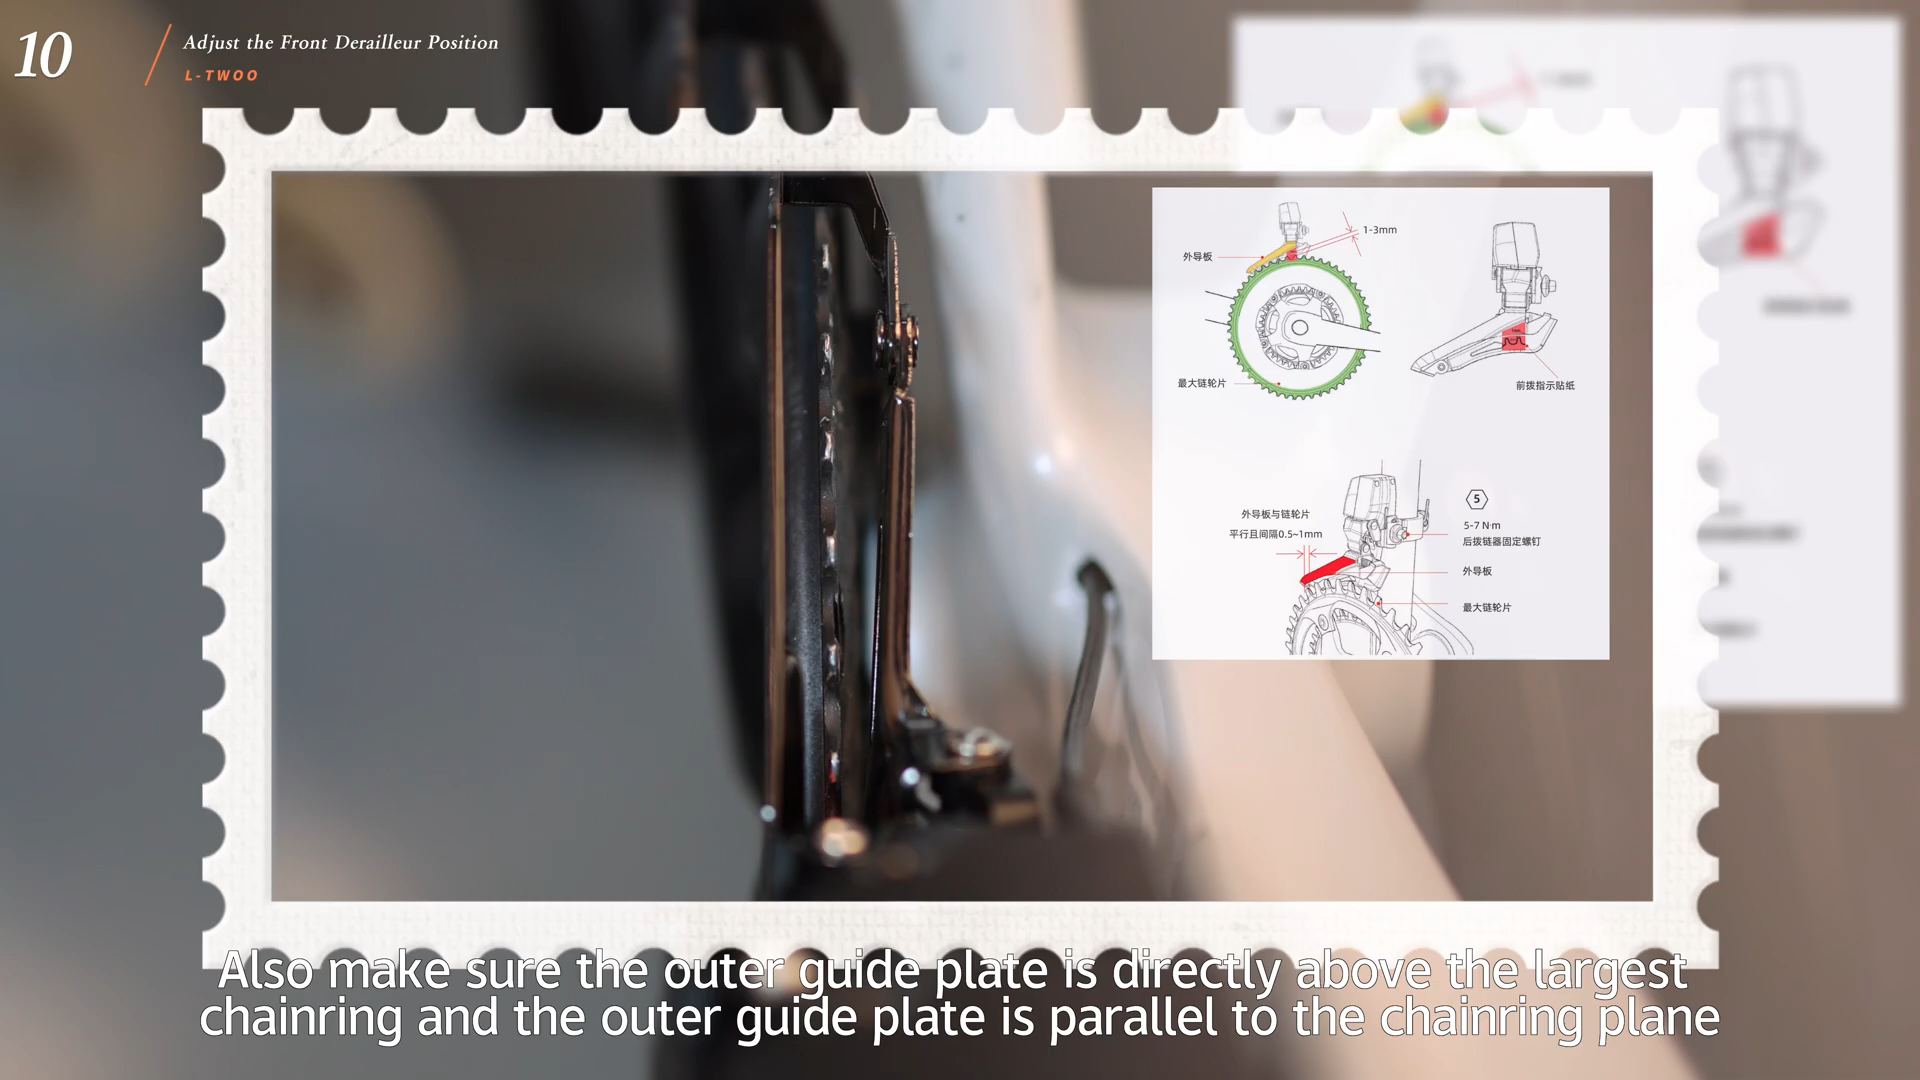 10
Adjust the Front Derailleur Position
L-TWOO
1-3mm
外导板
最大链轮片
前拨指示贴纸
外导板与链轮片
平行且间隔0.5~1mm
5
5-7 N·m
后拨链器固定螺钉
外导板
最大链轮片
Also make sure the outer guide plate is directly above the largest
chainring and the outer guide plate is parallel to the chainring plane